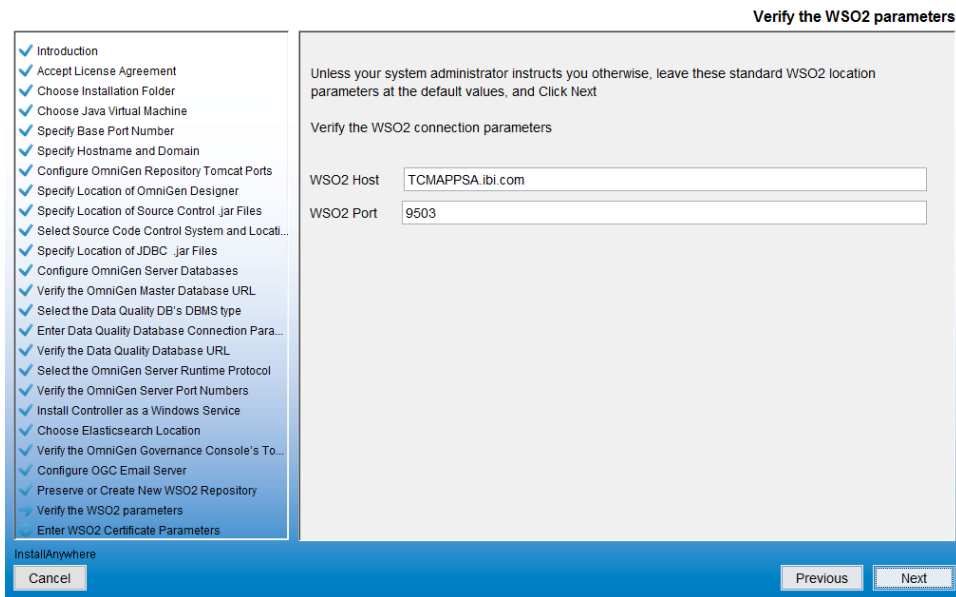 Verify the WSO2 parameters
Introduction
Accept License Agreement
Choose Installation Folder
Choose Java Virtual Machine
Specify Base Port Number
Specify Hostname and Domain
Configure OmniGen Repository Tomcat Ports
Specify Location of OmniGen Designer
Specify Location of Source Control .jar Files
Select Source Code Control System and Locati...
Specify Location of JDBC .jar Files
Configure OmniGen Server Databases
Verify the OmniGen Master Database URL
Select the Data Quality DB's DBMS type
Enter Data Quality Database Connection Para...
Verify the Data Quality Database URL
Select the OmniGen Server Runtime Protocol
Verify the OmniGen Server Port Numbers
Install Controller as a Windows Service
Choose Elasticsearch Location
Verify the OmniGen Governance Console's To...
Configure OGC Email Server
Preserve or Create New WSO2 Repository
Verify the WSO2 parameters
Enter WSO2 Certificate Parameters
Unless your system administrator instructs you otherwise, leave these standard WSO2 location
parameters at the default values, and Click Next
Verify the WSO2 connection parameters
WSO2 Host TCMAPPSA.ibi.com
WSO2 Port 9503
InstallAnywhere
Cancel Previous Next